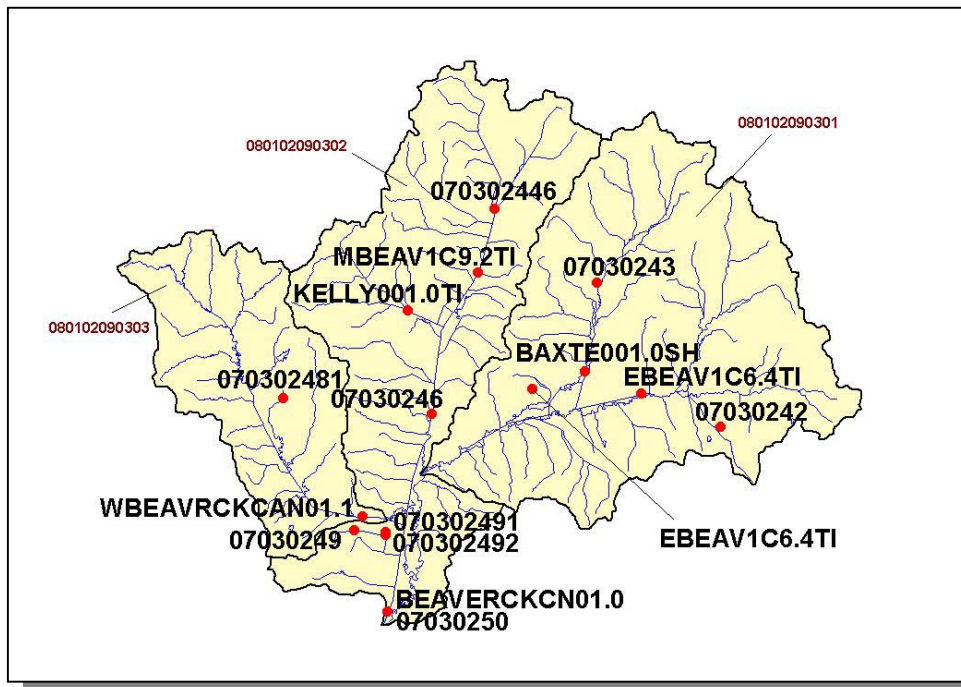 080102090301
080102090302
070302446
MBEAV1C9.2TI
07030243
KELLY001.0TI
080102090303
BAXTE001.0SH
070302481
EBEAV1C6.4TI
07030246
07030242
WBEAVRCKCAN01.1
070302491
07030249
070302492
EBEAV1C6.4TI
BEAVERCKCN01.0
07030250